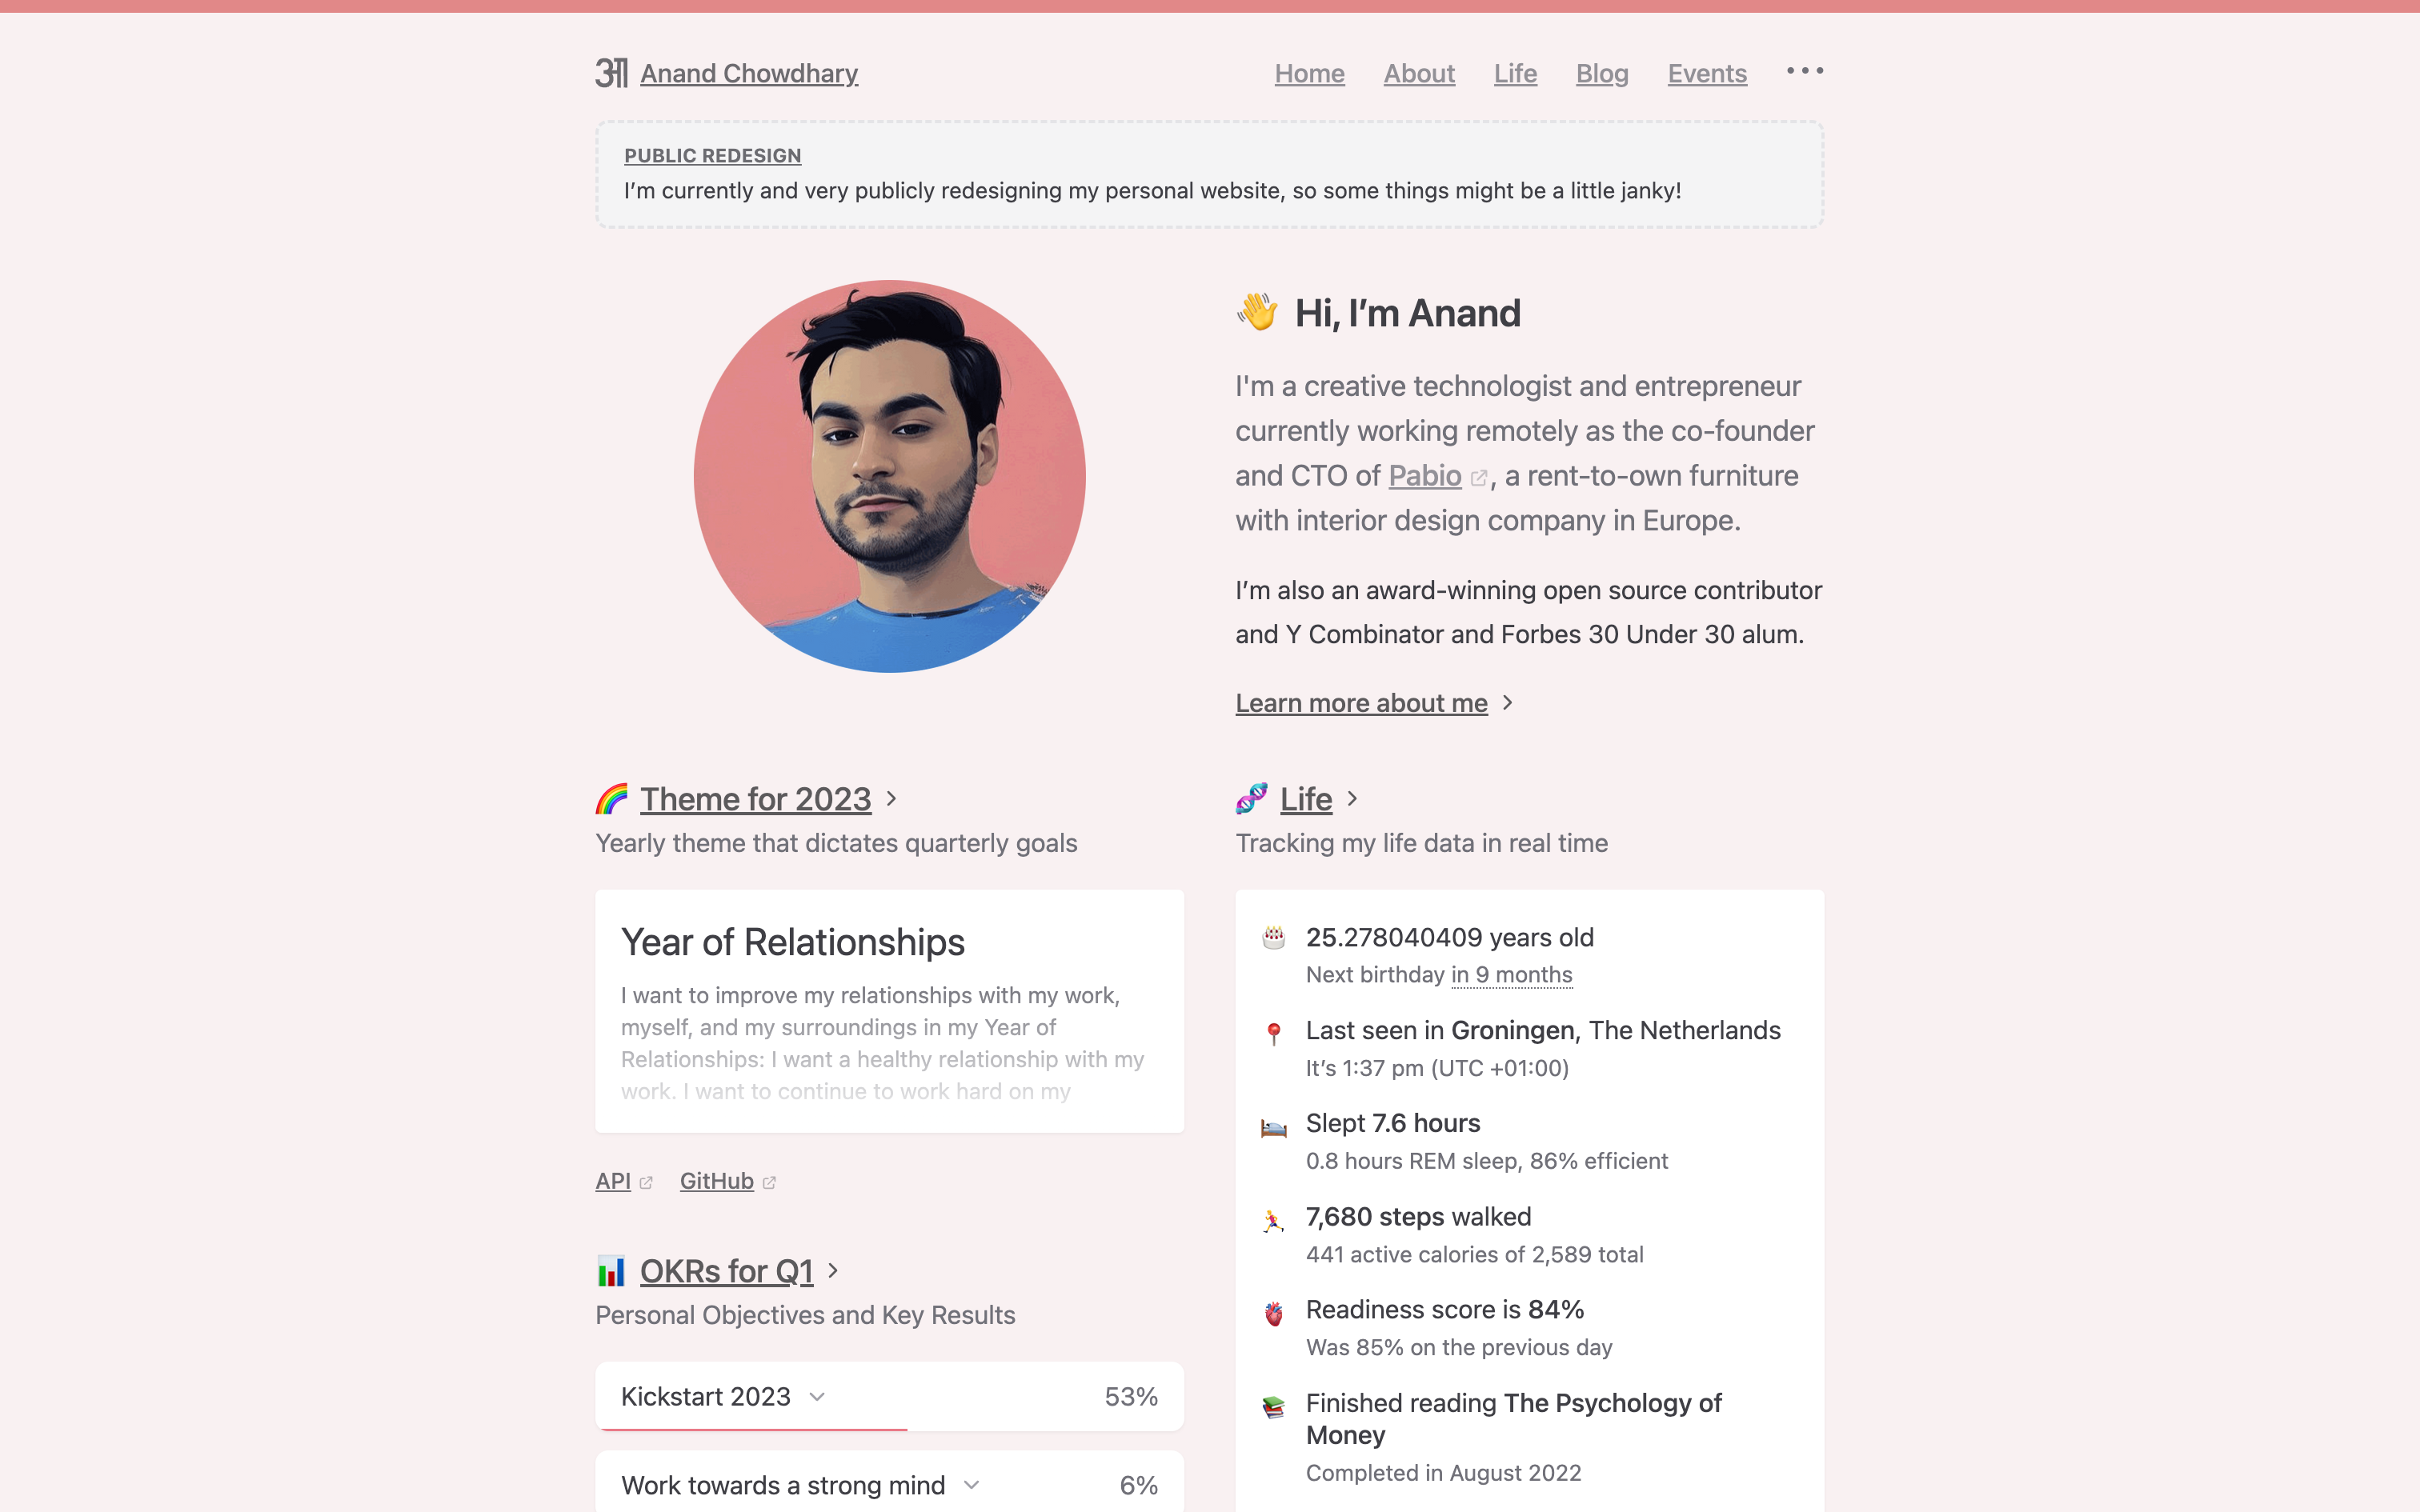 आ Anand Chowdhary
Home About Life Blog Events
PUBLIC REDESIGN
I’m currently and very publicly redesigning my personal website, so some things might be a little janky!
Hi, I’m Anand
I'm a creative technologist and entrepreneur
currently working remotely as the co-founder
and CTO of Pabio , a rent-to-own furniture
with interior design company in Europe.
I’m also an award-winning open source contributor
and Y Combinator and Forbes 30 Under 30 alum.
Learn more about me
Theme for 2023
Yearly theme that dictates quarterly goals
Year of Relationships
I want to improve my relationships with my work,
myself, and my surroundings in my Year of
Relationships: I want a healthy relationship with my
work. I want to continue to work hard on my
API GitHub
OKRs for Q1
Personal Objectives and Key Results
Kickstart 2023 53%
Work towards a strong mind 6%
Life
Tracking my life data in real time
25.278040409 years old
Next birthday in 9 months
Last seen in Groningen, The Netherlands
It’s 1:37 pm (UTC +01:00)
Slept 7.6 hours
0.8 hours REM sleep, 86% efficient
7,680 steps walked
441 active calories of 2,589 total
Readiness score is 84%
Was 85% on the previous day
Finished reading The Psychology of
Money
Completed in August 2022